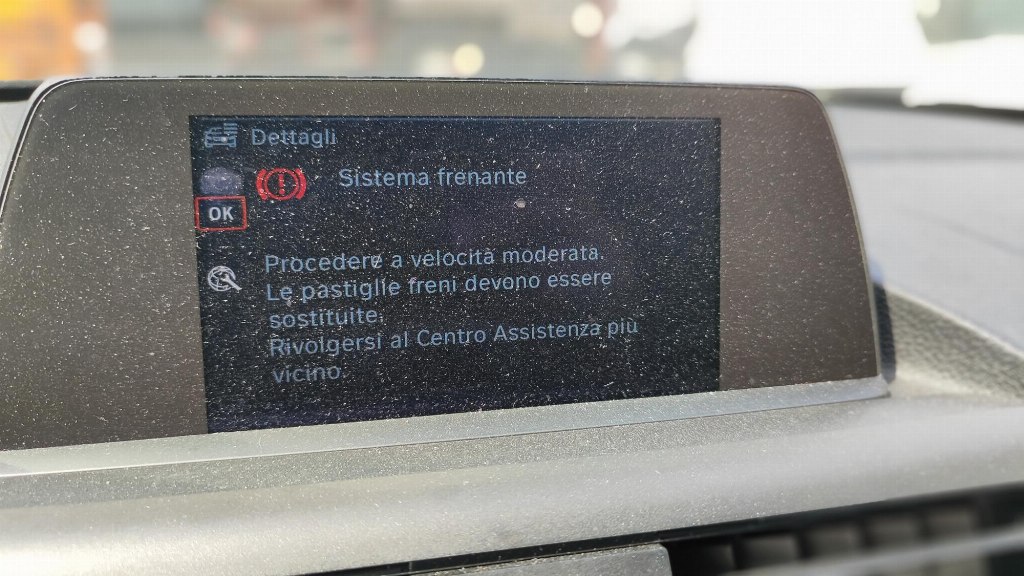 Dettagli
Sistema frenante
OK
Procedere a velocità moderata.
Le pastiglie freni devono essere
sostituite.
Rivolgersi al Centro Assistenza più
vicino.